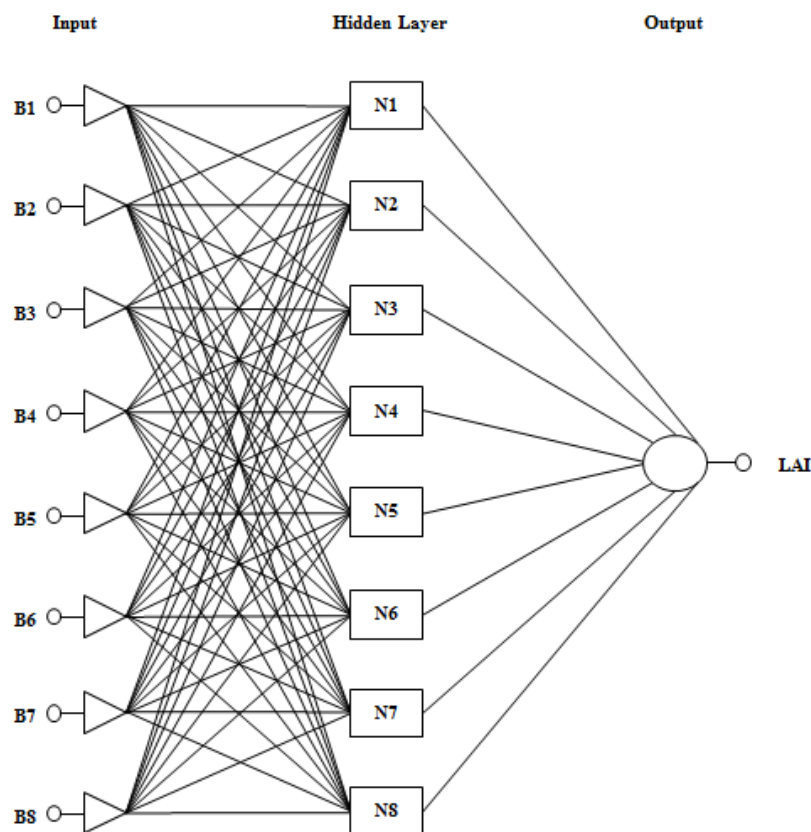 Input Hidden Layer Output
B1 N1
B2 N2
B3 N3
B4 N4
LAI
B5 N5
B6 N6
B7 N7
B8 N8